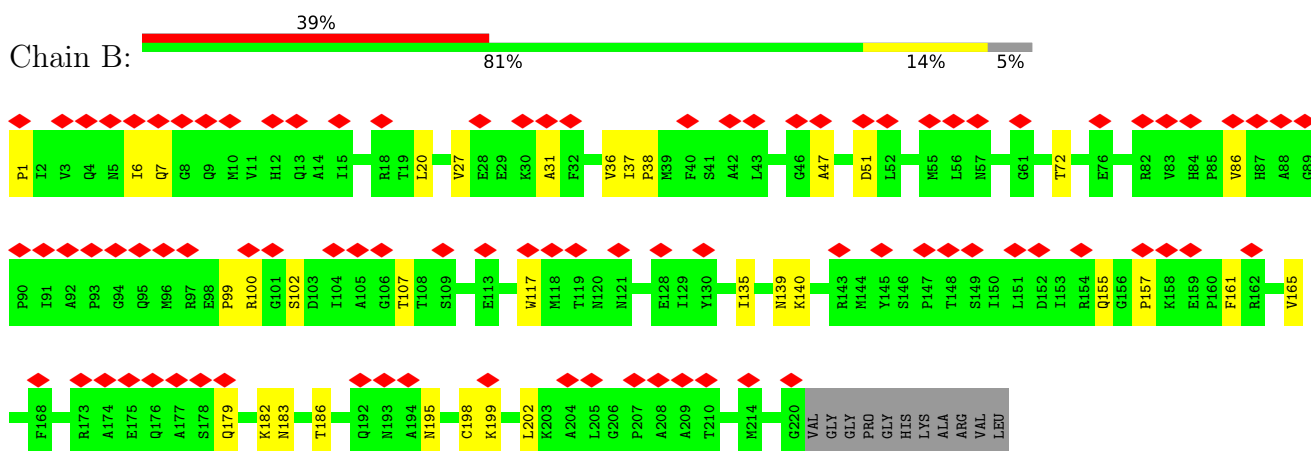 39%
Chain B:
81% 14% 5%
P1 I2 V3 Q4 N5 I6 Q7 G8 Q9 M10 V11 H12 Q13 A14 I15 R18 T19 L20 V27 E28 E29 K30 A31 F32 V36 I37 P38 M39 F40 S41 A42 L43 G46 A47 D51 L52 M55 L56 N57 G61 T72 E76 R82 V83 H84 P85 V86 H87 A88 G89
P90 I91 A92 P93 G94 Q95 M96 R97 E98 P99 R100 G101 S102 D103 I104 A105 G106 T107 T108 S109 E113 W117 M118 T119 N120 N121 E128 I129 Y130 I135 N139 K140 R143 M144 Y145 S146 P147 T148 S149 I150 L151 D152 I153 R154 Q155 G156 P157 K158 E159 P160 F161 R162 V165
F168 R173 A174 E175 Q176 A177 S178 Q179 K182 N183 T186 Q192 N193 A194 N195 C198 K199 L202 K203 A204 L205 G206 P207 A208 A209 T210 M214 G220 VAL GLY GLY PRO GLY HIS LYS ALA ARG VAL LEU